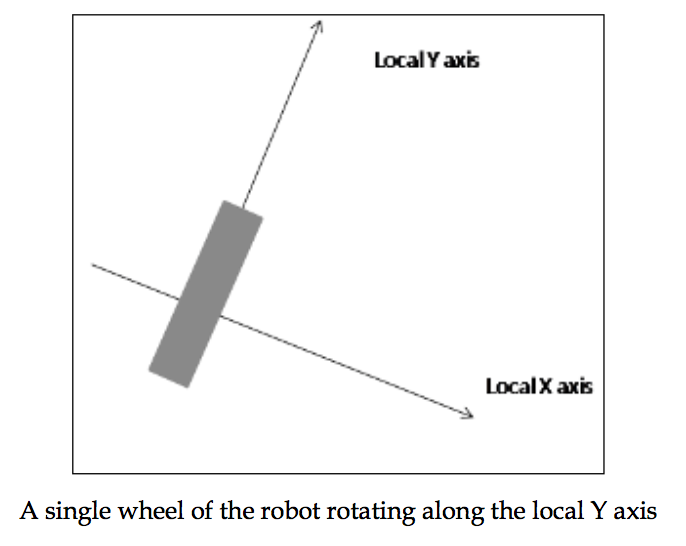 Local Y axis
Local X axis
A single wheel of the robot rotating along the local Y axis